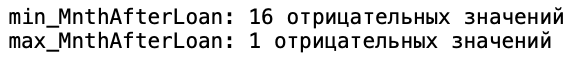 min_MnthAfterLoan: 16 отрицательных значений
max_MnthAfterLoan: 1 отрицательных значений